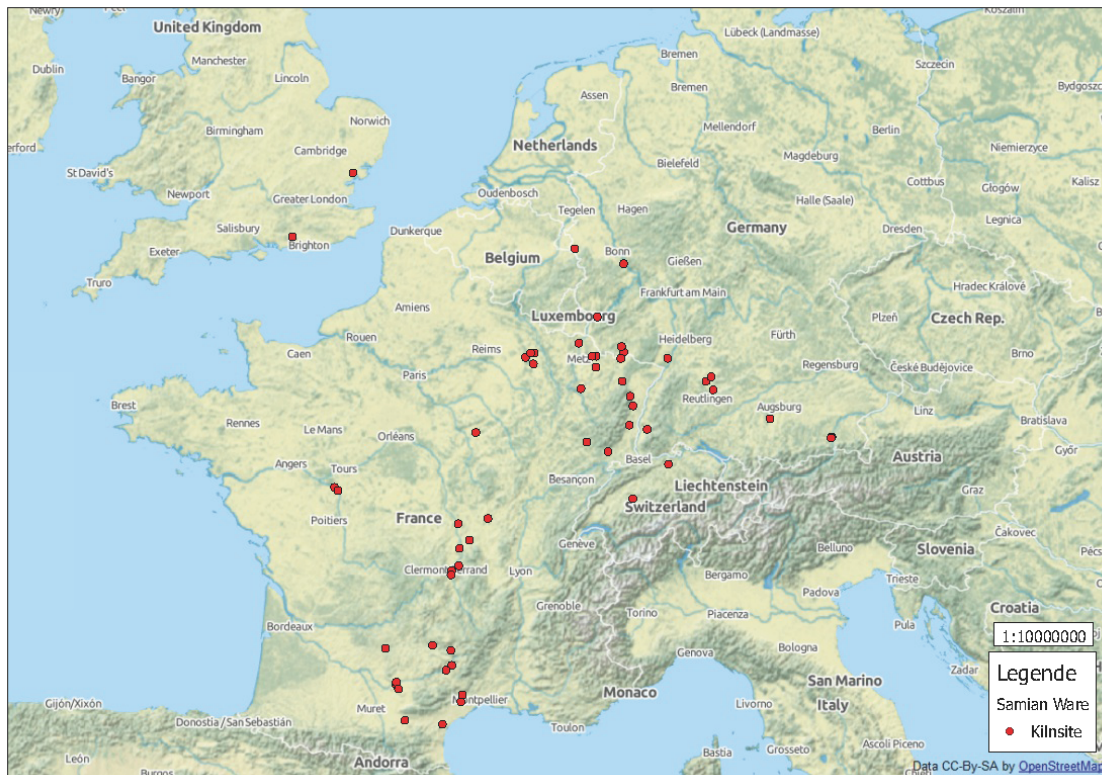 Newry
Peel
Koszalin
United Kingdom
Lübeck (Landmasse)
Manchester
Bremen
Szczecin
Dublin
Bangor
Lincoln
Assen
Bremen
Bydgoszcz
Birmingham
Norwich
Mellendorf
Berlin
erford
Cambridge
Netherlands
Niemierzyce
St David's
Bielefeld
Magdeburg
Newport
Greater London
Oudenbosch
Cottbus
Głogów
Kalisz
Tegelen
Hagen
Halle (Saale)
Legnica
Salisbury
Dunkerque
Germany
Dresden
Exeter
Brighton
Belgium
Bonn
Gießen
Truro
Hradec Králové
Amiens
Frankfurt am Main
Luxembourg
Plzeň
Czech Rep.
Rouen
Heidelberg
Fürth
Caen
Reims
Metz
Brno
Paris
Regensburg
České Budějovice
Brest
Reutlingen
Augsburg
Linz
Rennes
Le Mans
Orléans
Bratislava
Angers
Tours
Basel
Austria
Győr
Besançon
Liechtenstein
Graz
Poitiers
France
Switzerland
Čakovec
Genève
Belluno
Slovenia
Pécs
Clermont-Ferrand
Lyon
Bergamo
Trieste
Padova
Grenoble
Torino
Piacenza
Croatia
Bordeaux
Pula
Bologna
1:10000000
Genova
Zadar
Legende
San Marino
Montpellier
Monaco
Samian Ware
Gijón/Xixón
Muret
Livorno
Italy
Donostia / San Sebastián
Toulon
Kilnsite
León
Bastia
Grosseto
Ascoli Piceno
Burgos
Andorra
Data CC-By-SA by OpenStreetMap